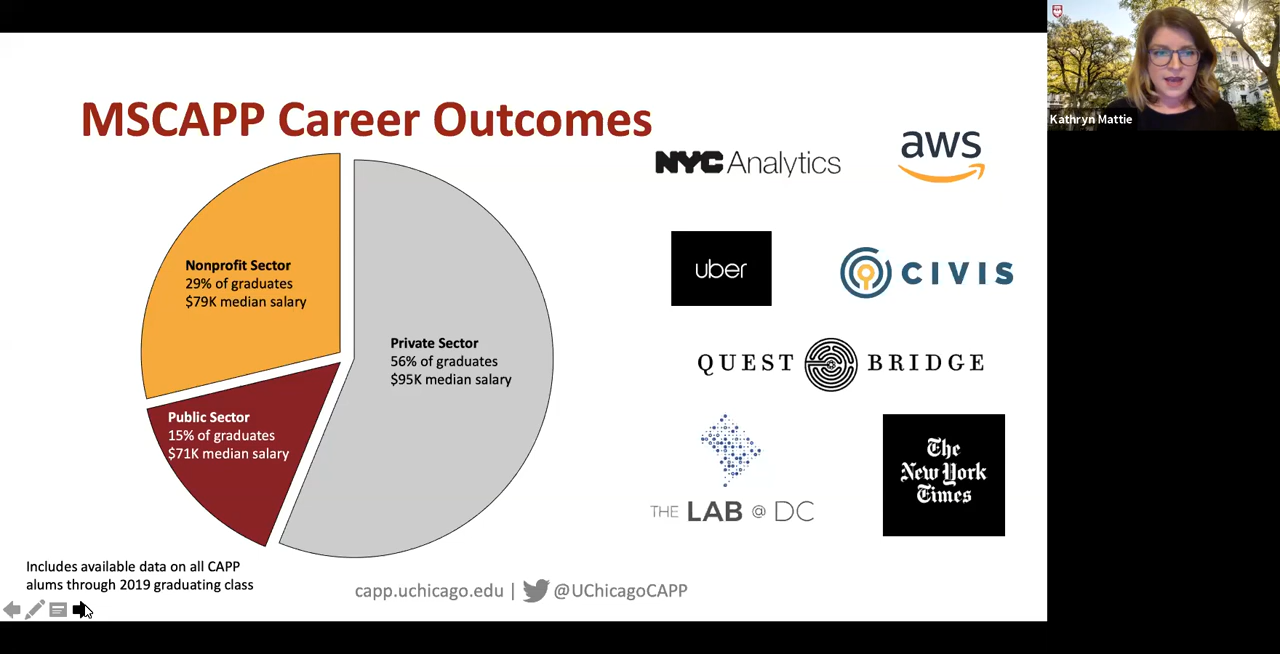 MSCAPP Career Outcomes
Nonprofit Sector
29% of graduates
$79K median salary
Private Sector
56% of graduates
$95K median salary
Public Sector
15% of graduates
$71K median salary
Includes available data on all CAPP
alums through 2019 graduating class
NYC Analytics
aws
uber
CIVIS
QUEST BRIDGE
THE LAB @ DC
The
New York
Times
capp.uchicago.edu | @UChicagoCAPP
Kathryn Mattie